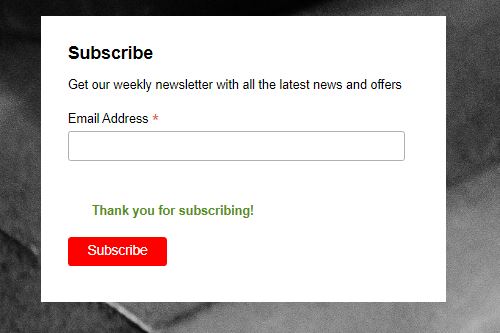 Subscribe
Get our weekly newsletter with all the latest news and offers
Email Address *
Thank you for subscribing!
Subscribe